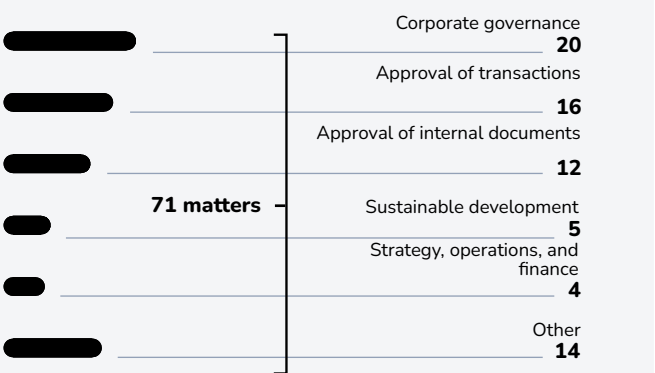 Corporate governance
20
Approval of transactions
16
Approval of internal documents
12
71 matters
Sustainable development
5
Strategy, operations, and
finance
4
Other
14